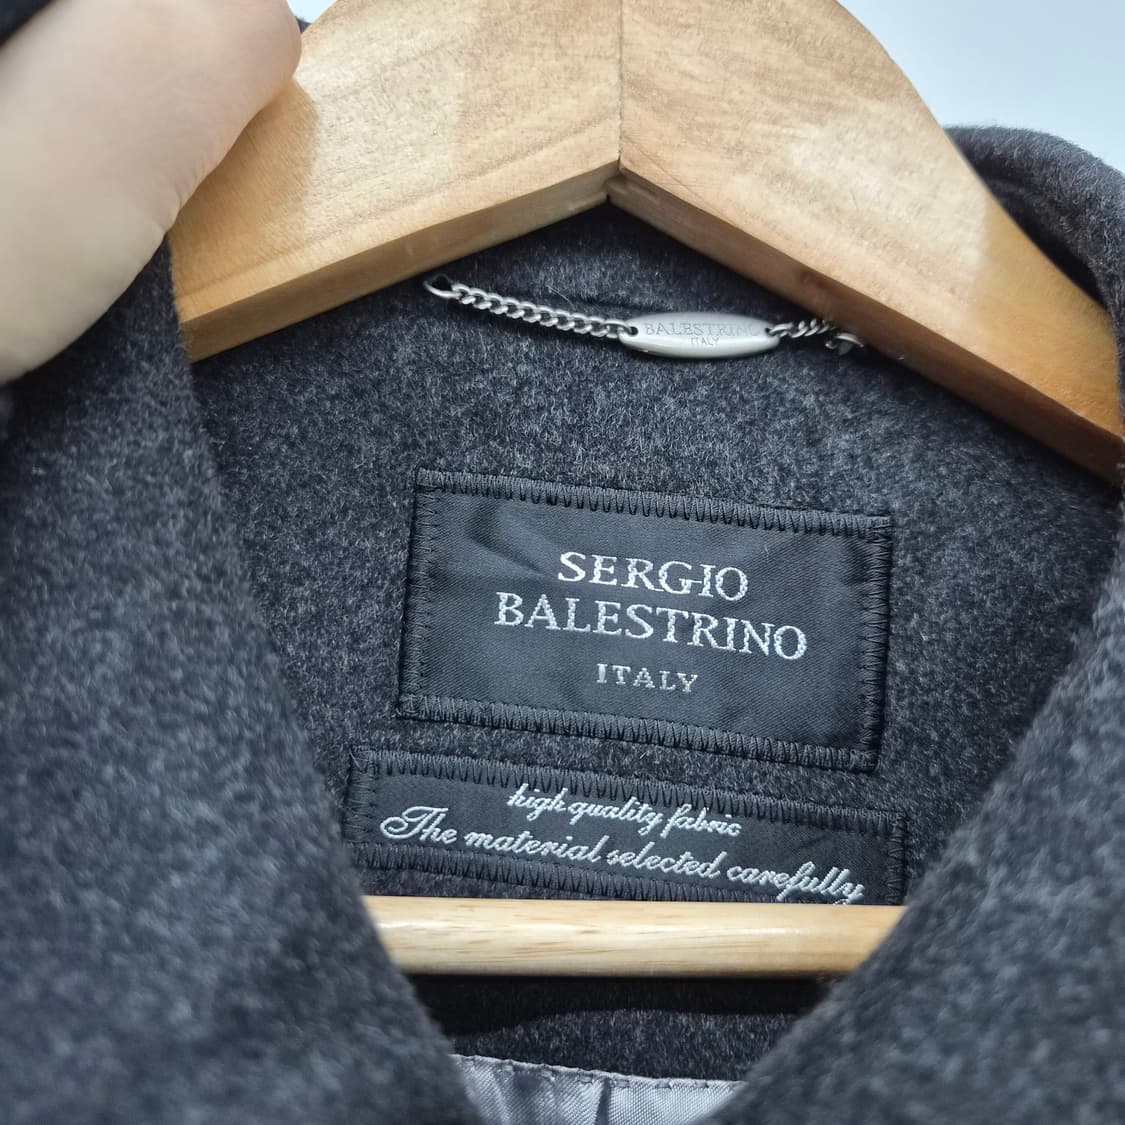 BALESTRINO
ITALY
SERGIO
BALESTRINO
ITALY
high quality fabric
The material selected carefully